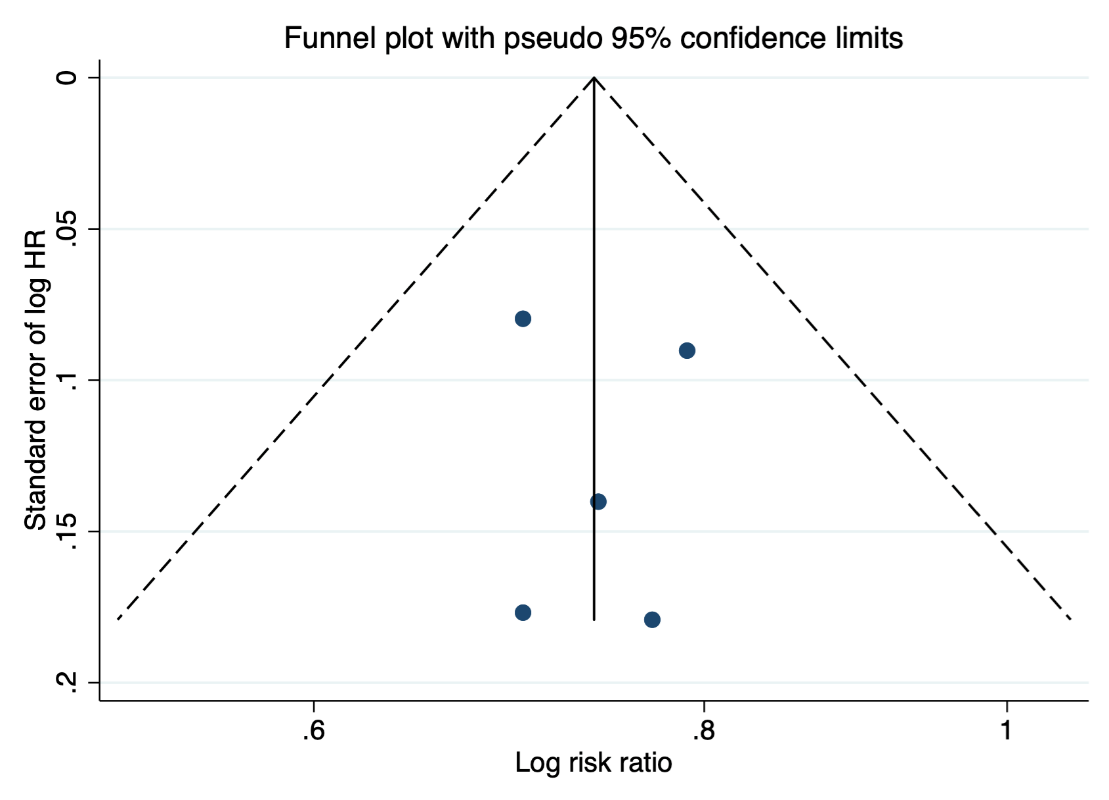 Funnel plot with pseudo 95% confidence limits
Standard error of log HR
0
.05
.1
.15
.2
.6
.8
1
Log risk ratio